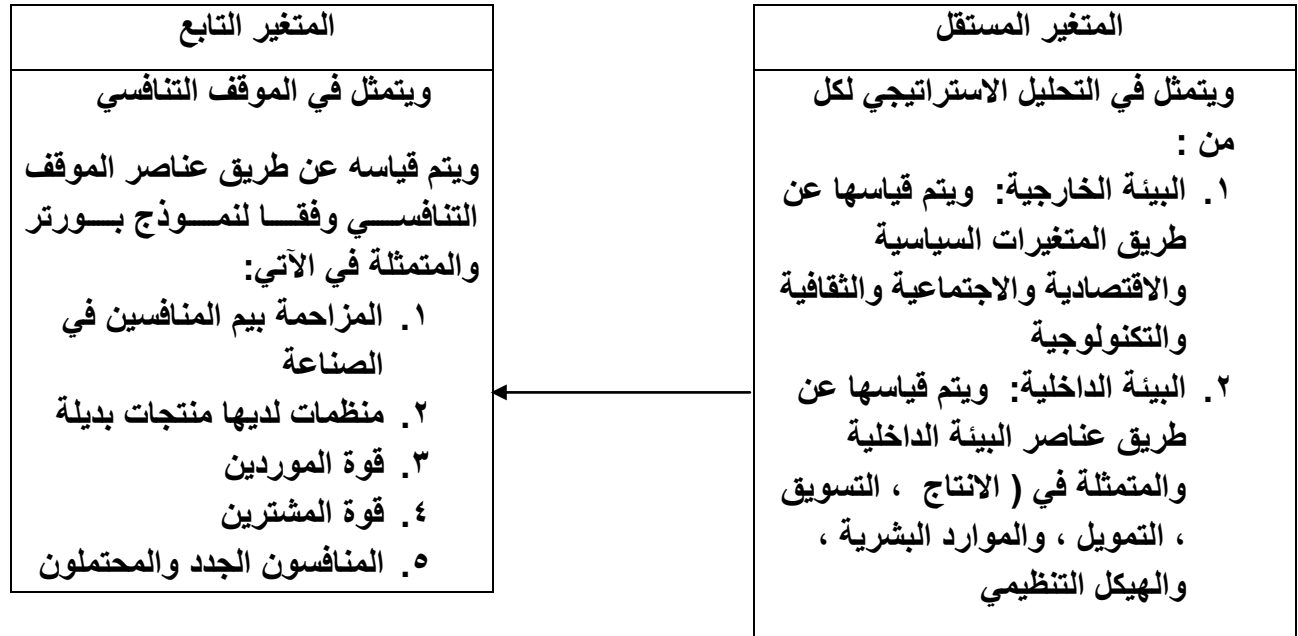 المتغير المستقل
ويتمثل في التحليل الاستراتيجي لكل
من :
١. البيئة الخارجية: ويتم قياسها عن
طريق المتغيرات السياسية
والاقتصادية والاجتماعية والثقافية
والتكنولوجية
٢. البيئة الداخلية: ويتم قياسها عن
طريق عناصر البيئة الداخلية
والمتمثلة في ( الانتاج ، التسويق
، التمويل ، والموارد البشرية ،
والهيكل التنظيمي
المتغير التابع
ويتمثل في الموقف التنافسي
ويتم قياسه عن طريق عناصر الموقف
التنافسي وفقا لنموذج بورتر
والمتمثلة في الآتي:
١. المزاحمة بيم المنافسين في
الصناعة
٢. منظمات لديها منتجات بديلة
٣. قوة الموردين
٤. قوة المشترين
٥. المنافسون الجدد والمحتملون